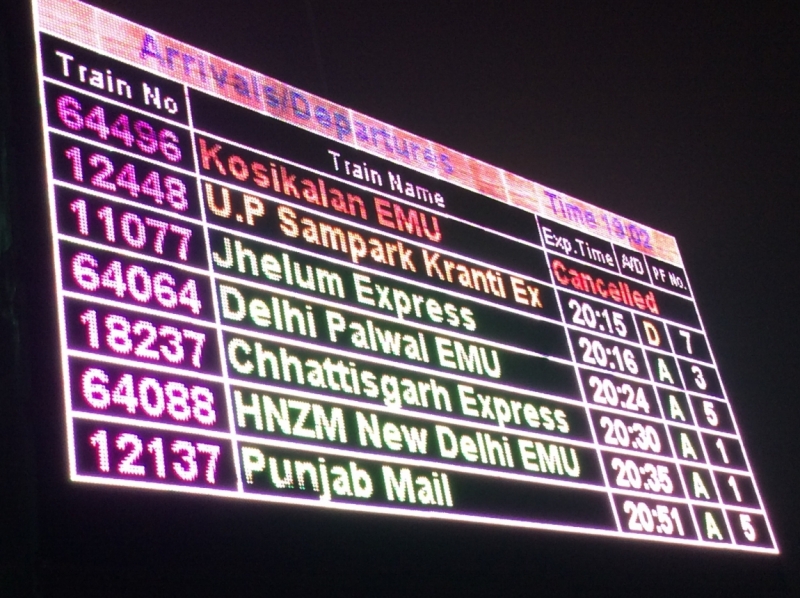 Arrivals/Departures Time 19:02
Train No Train Name Exp.Time A/D PF No.
64496 Kosikalan EMU Cancelled
12448 U.P Sampark Kranti Ex 20:15 D 7
11077 Jhelum Express 20:16 A 3
64064 Delhi Palwal EMU 20:24 A 5
18237 Chhattisgarh Express 20:30 A 1
64088 HNZM New Delhi EMU 20:35 A 1
12137 Punjab Mail 20:51 A 5